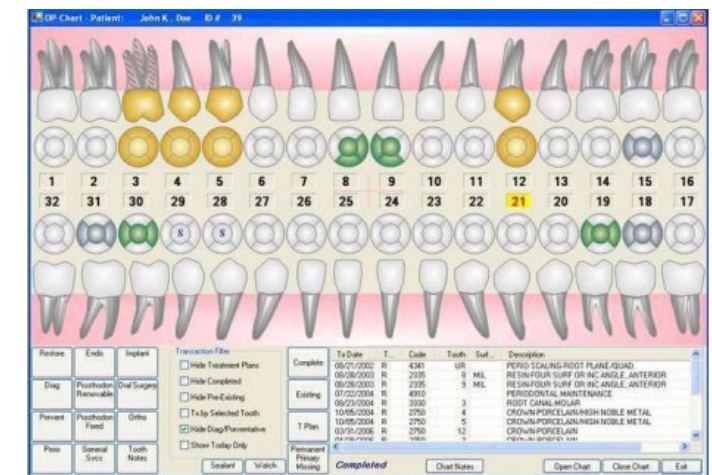 OP Chart - Patient: John K . Doe ID # 39
1 2 3 4 5 6 7 8 9 10 11 12 13 14 15 16
32 31 30 29 28 27 26 25 24 23 22 21 20 19 18 17
S S
Restore Endo Implant
Diag Prosthodon Removable Oral Surgery
Prevent Prosthodon Fixed Ortho
Perio General Svcs Tooth Notes
Transaction Filter
Hide Treatment Plans
Hide Completed
Hide Pre-Existing
Tx by Selected Tooth
Hide Diag/Preventative
Show Today Only
Sealant Watch
Complete
Existing
T Plan
Permanent Primary Missing
Tx Date T... Code Tooth Surf... Description
08/21/2002 R 4341 UR PERIO SCALING-ROOT PLANE/QUAD
08/28/2003 R 2335 8 MIL RESIN-FOUR SURF OR INC ANGLE, ANTERIOR
08/28/2003 R 2335 9 MIL RESIN-FOUR SURF OR INC ANGLE, ANTERIOR
07/22/2004 R 4910 PERIODONTAL MAINTENANCE
09/23/2004 R 3330 3 ROOT CANAL-MOLAR
10/05/2004 R 2750 4 CROWN-PORCELAIN/HIGH NOBLE METAL
10/05/2004 R 2750 5 CROWN-PORCELAIN/HIGH NOBLE METAL
03/31/2006 R 2750 12 CROWN-PORCELAIN
Completed Chart Notes Open Chart Close Chart Exit